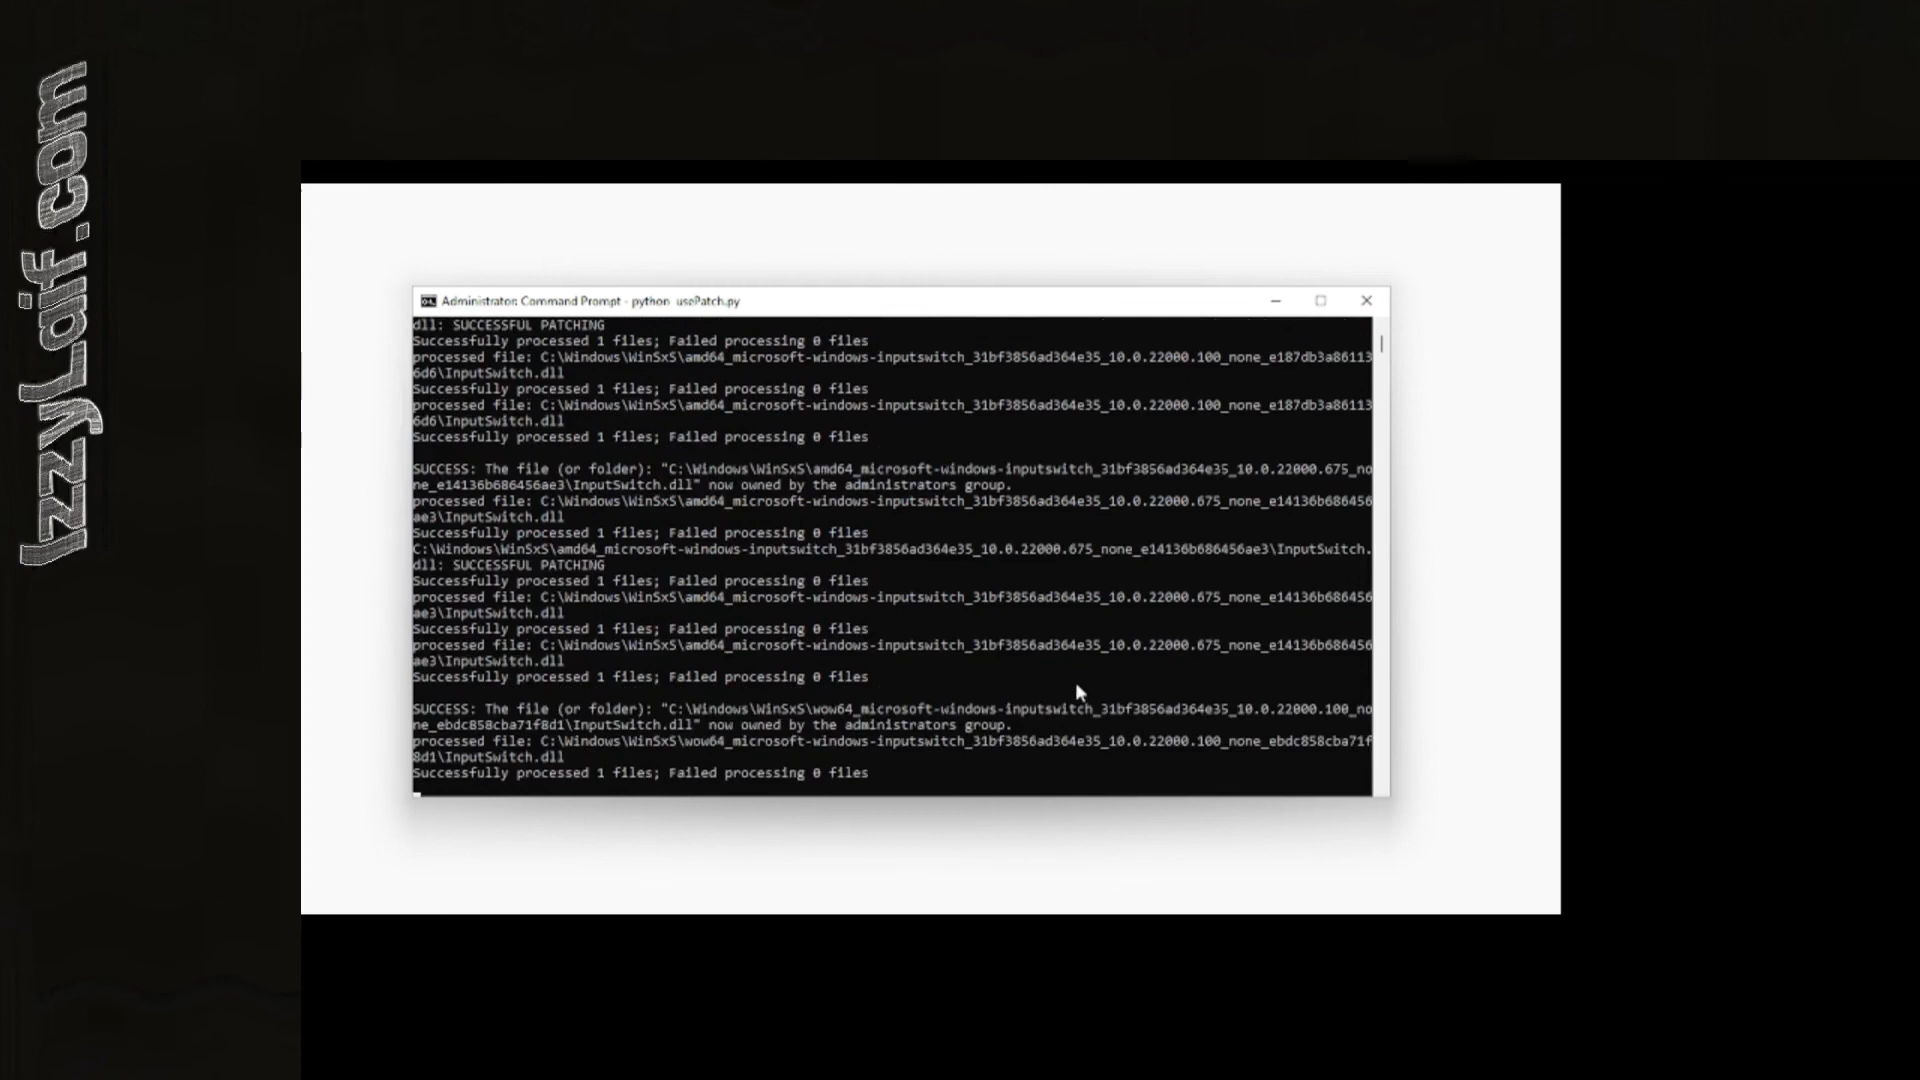 IzzyLaif.com
Administrator: Command Prompt - python usePatch.py
dll: SUCCESSFUL PATCHING
Successfully processed 1 files; Failed processing 0 files
processed file: C:\Windows\WinSxS\amd64_microsoft-windows-inputswitch_31bf3856ad364e35_10.0.22000.100_none_e187db3a86113
6d6\InputSwitch.dll
Successfully processed 1 files; Failed processing 0 files
processed file: C:\Windows\WinSxS\amd64_microsoft-windows-inputswitch_31bf3856ad364e35_10.0.22000.100_none_e187db3a86113
6d6\InputSwitch.dll
Successfully processed 1 files; Failed processing 0 files
SUCCESS: The file (or folder): "C:\Windows\WinSxS\amd64_microsoft-windows-inputswitch_31bf3856ad364e35_10.0.22000.675_no
ne_e14136b686456ae3\InputSwitch.dll" now owned by the administrators group.
processed file: C:\Windows\WinSxS\amd64_microsoft-windows-inputswitch_31bf3856ad364e35_10.0.22000.675_none_e14136b686456
ae3\InputSwitch.dll
Successfully processed 1 files; Failed processing 0 files
C:\Windows\WinSxS\amd64_microsoft-windows-inputswitch_31bf3856ad364e35_10.0.22000.675_none_e14136b686456ae3\InputSwitch.
dll: SUCCESSFUL PATCHING
Successfully processed 1 files; Failed processing 0 files
processed file: C:\Windows\WinSxS\amd64_microsoft-windows-inputswitch_31bf3856ad364e35_10.0.22000.675_none_e14136b686456
ae3\InputSwitch.dll
Successfully processed 1 files; Failed processing 0 files
processed file: C:\Windows\WinSxS\amd64_microsoft-windows-inputswitch_31bf3856ad364e35_10.0.22000.675_none_e14136b686456
ae3\InputSwitch.dll
Successfully processed 1 files; Failed processing 0 files
SUCCESS: The file (or folder): "C:\Windows\WinSxS\wow64_microsoft-windows-inputswitch_31bf3856ad364e35_10.0.22000.100_no
ne_ebdc858cba71f8d1\InputSwitch.dll" now owned by the administrators group.
processed file: C:\Windows\WinSxS\wow64_microsoft-windows-inputswitch_31bf3856ad364e35_10.0.22000.100_none_ebdc858cba71f
8d1\InputSwitch.dll
Successfully processed 1 files; Failed processing 0 files